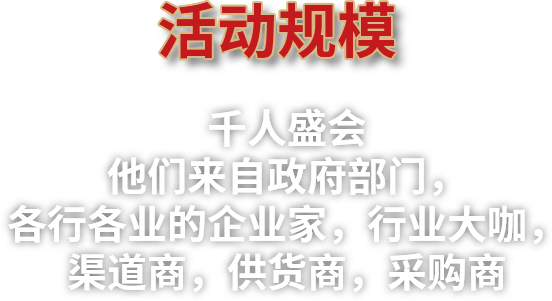 活动规模
千人盛会
他们来自政府部门，
各行各业的企业家，行业大咖，
渠道商，供货商，采购商